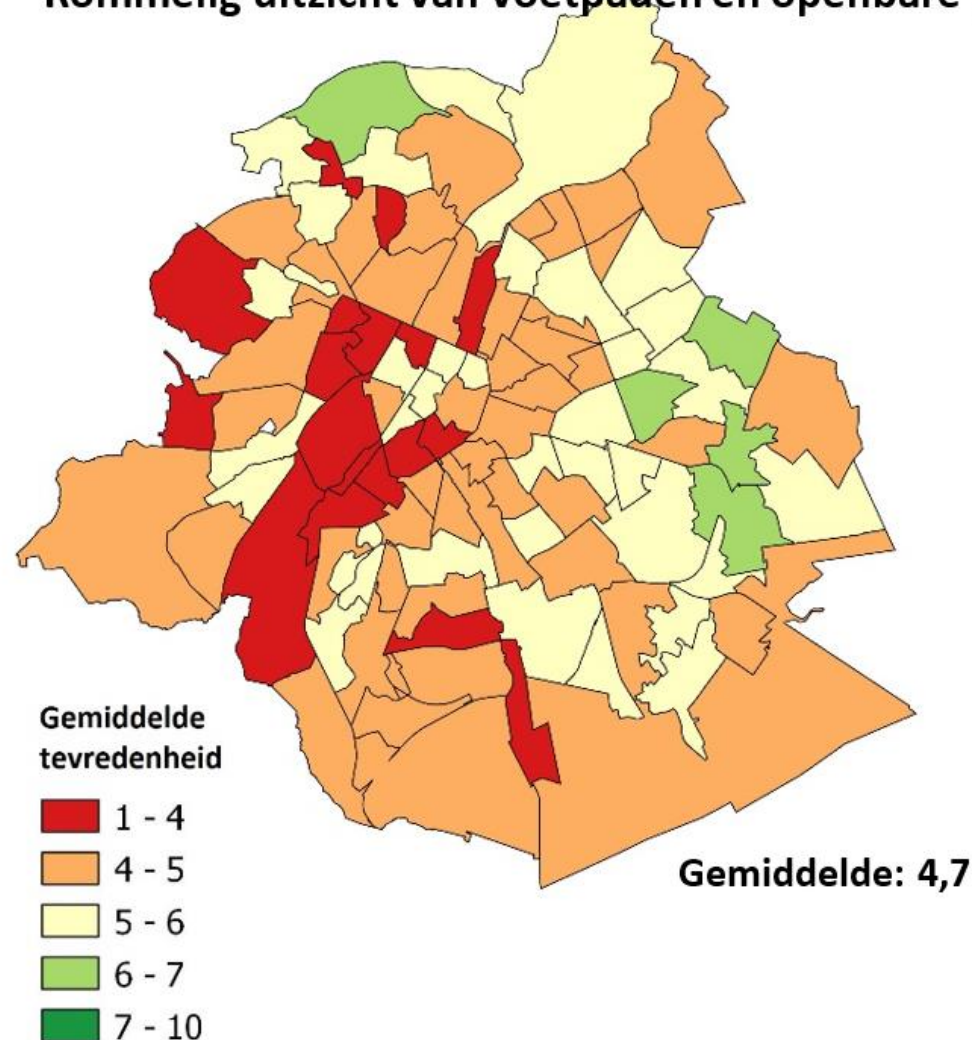 Rommelig uitzicht van voetpaden en openbare
Gemiddelde
tevredenheid
1 - 4
4 - 5
5 - 6
6 - 7
7 - 10
Gemiddelde: 4,7